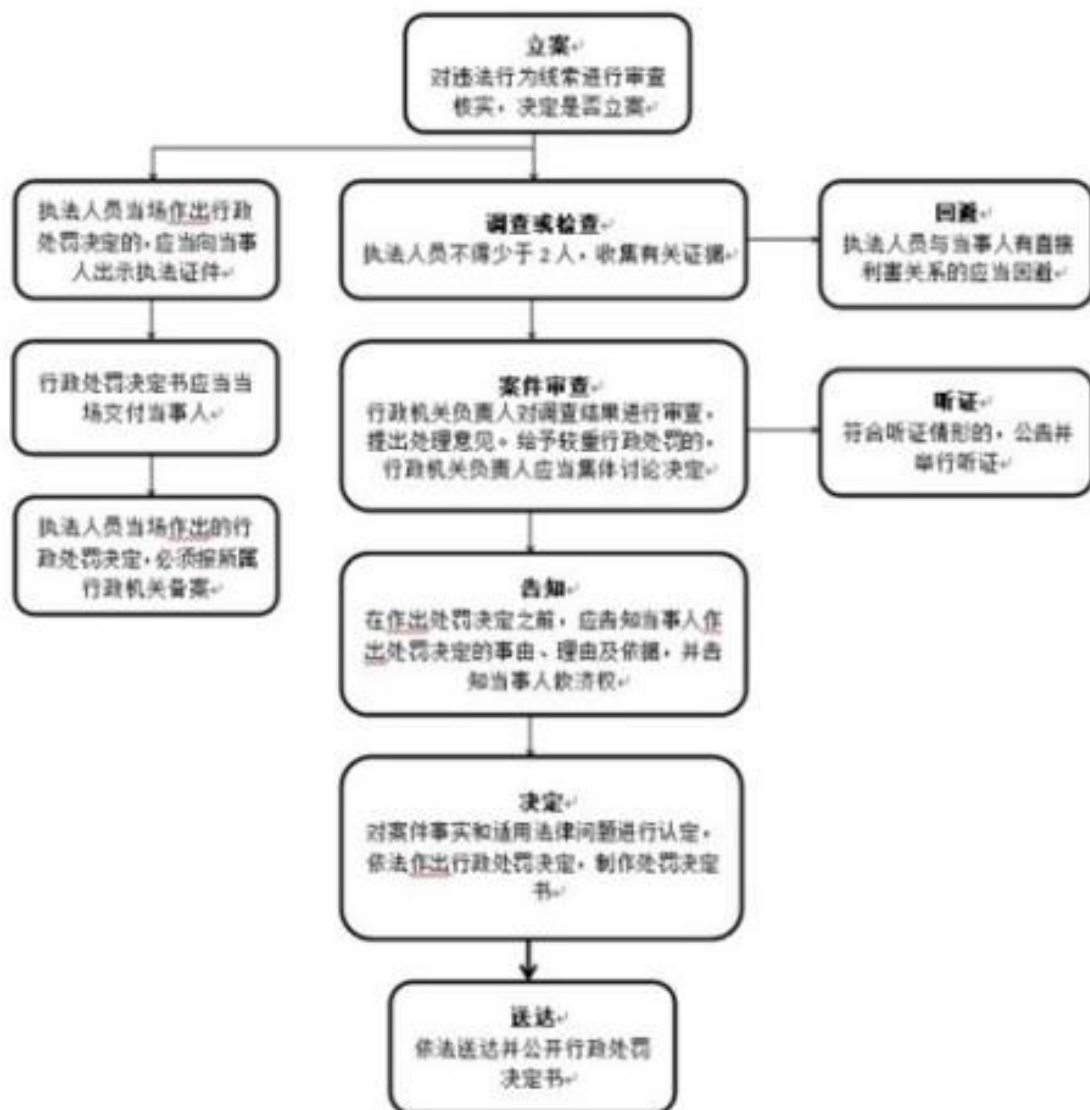 立案
对违法行为线索进行审查
核实，决定是否立案
执法人员当场作出行政
处罚决定的，应当向当事
人出示执法证件
调查或检查
执法人员不得少于 2 人，收集有关证据
回避
执法人员与当事人有直接
利害关系的应当回避
行政处罚决定书应当当
场交付当事人
案件审查
行政机关负责人对调查结果进行审查，
提出处理意见。给予较重行政处罚的，
行政机关负责人应当集体讨论决定
听证
符合听证情形的，公告并
举行听证
执法人员当场作出的行
政处罚决定，必须报所属
行政机关备案
告知
在作出处罚决定之前，应告知当事人作
出处罚决定的事由、理由及依据，并告
知当事人救济权
决定
对案件事实和适用法律问题进行认定，
依法作出行政处罚决定，制作处罚决定
书
送达
依法送达并公开行政处罚
决定书